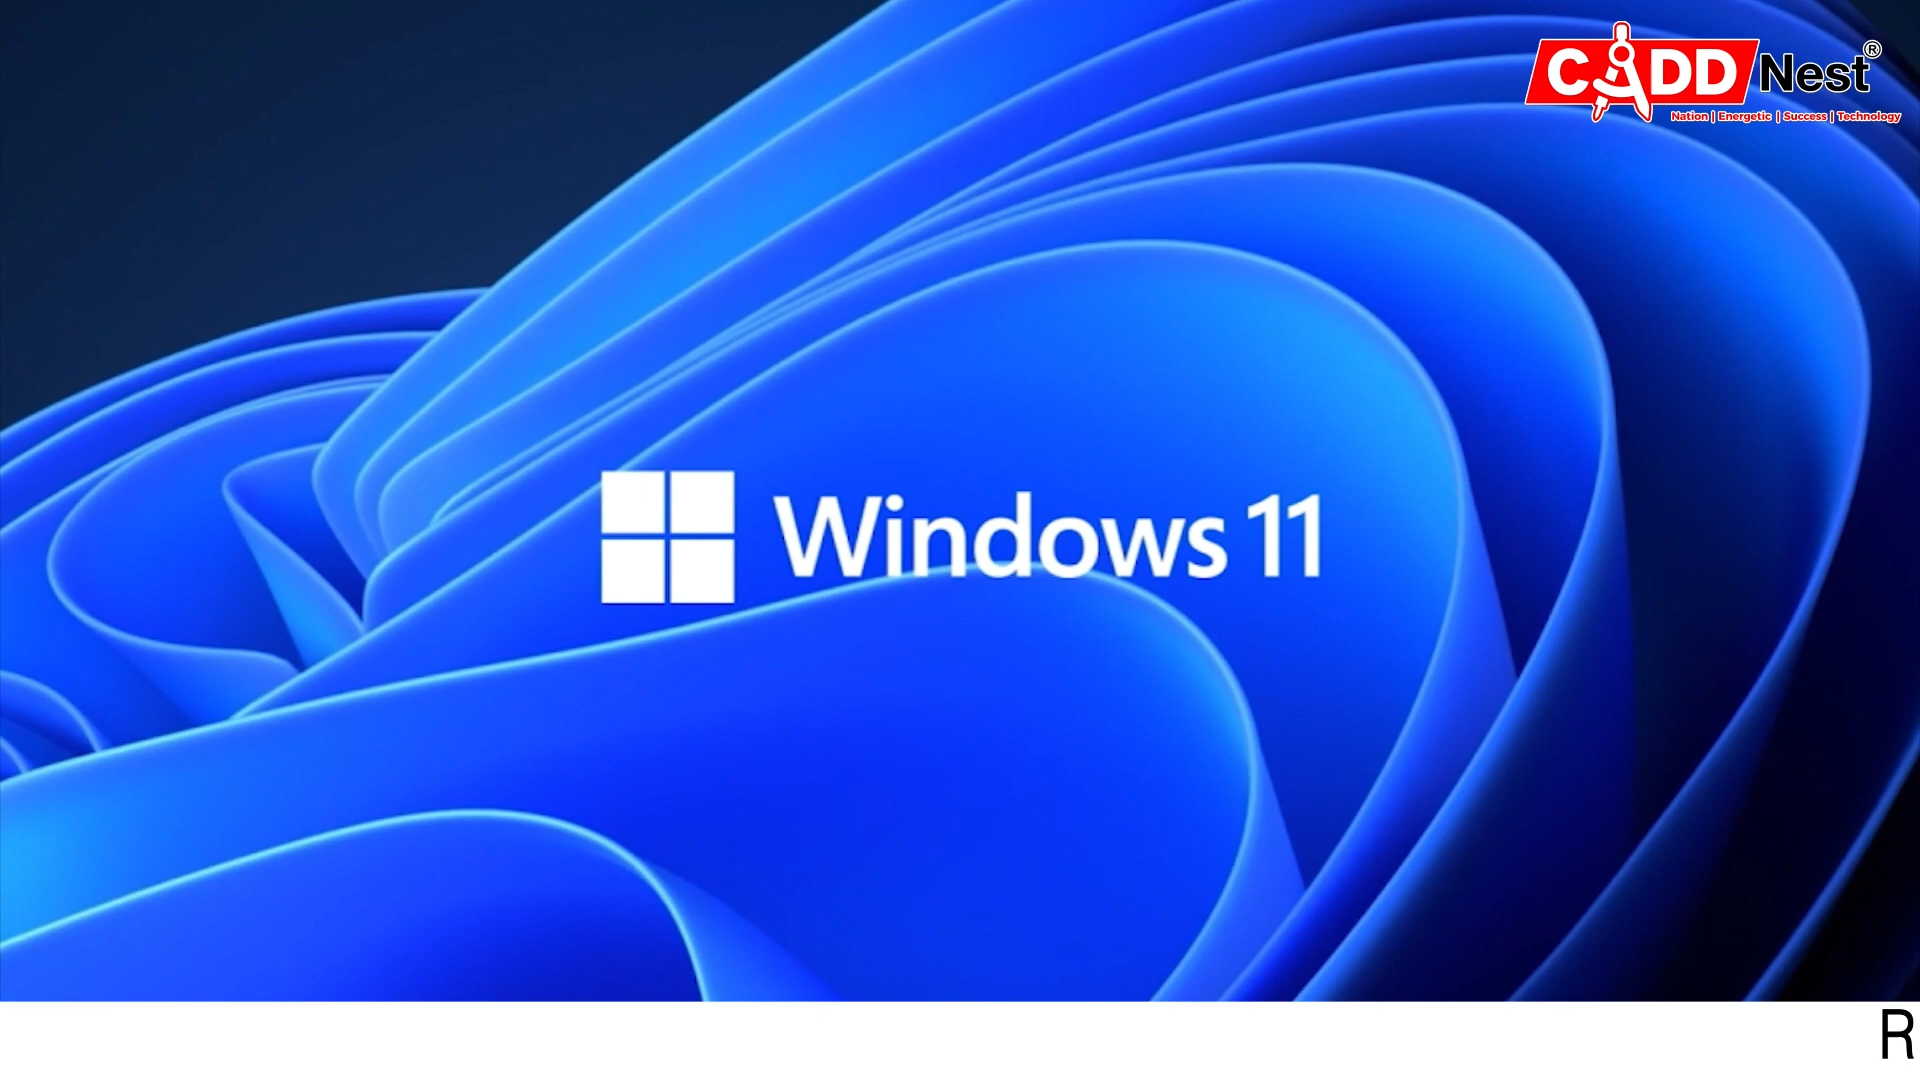 CADD Nest®
Nation | Energetic | Success | Technology
Windows 11
R